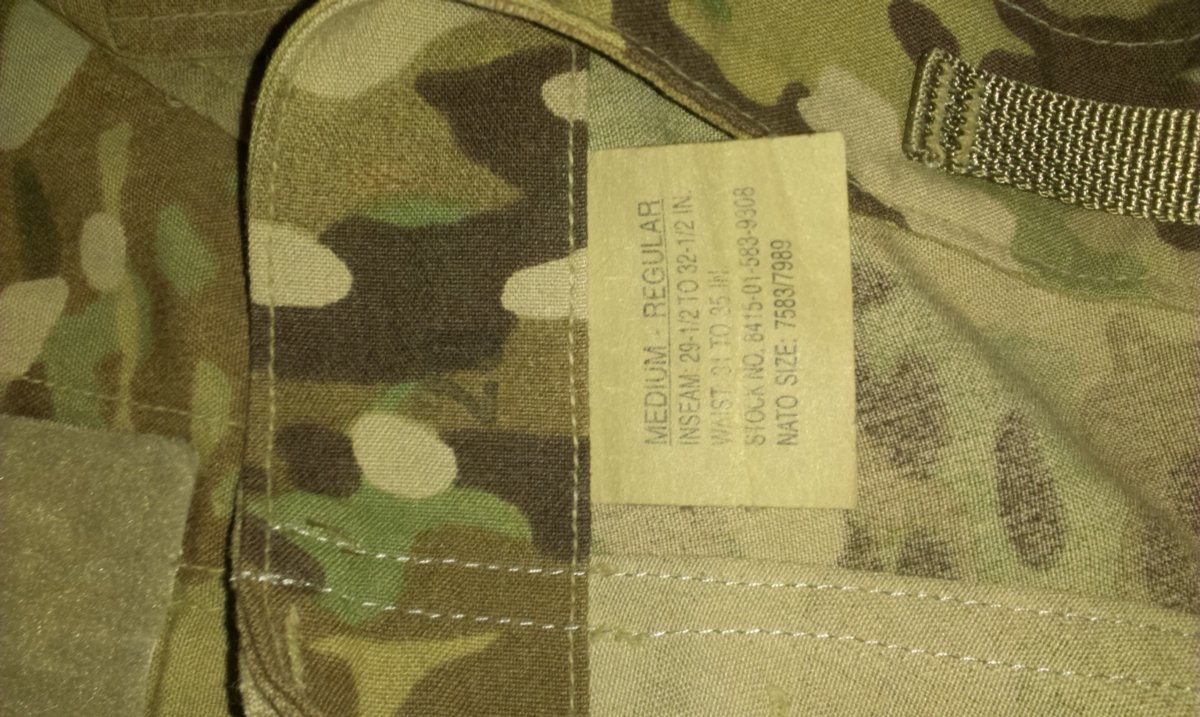 MEDIUM - REGULAR
INSEAM: 29-1/2 TO 32-1/2 IN.
WAIST: 31 TO 35 IN.
STOCK NO. 8415-01-583-9308
NATO SIZE: 7583/7989